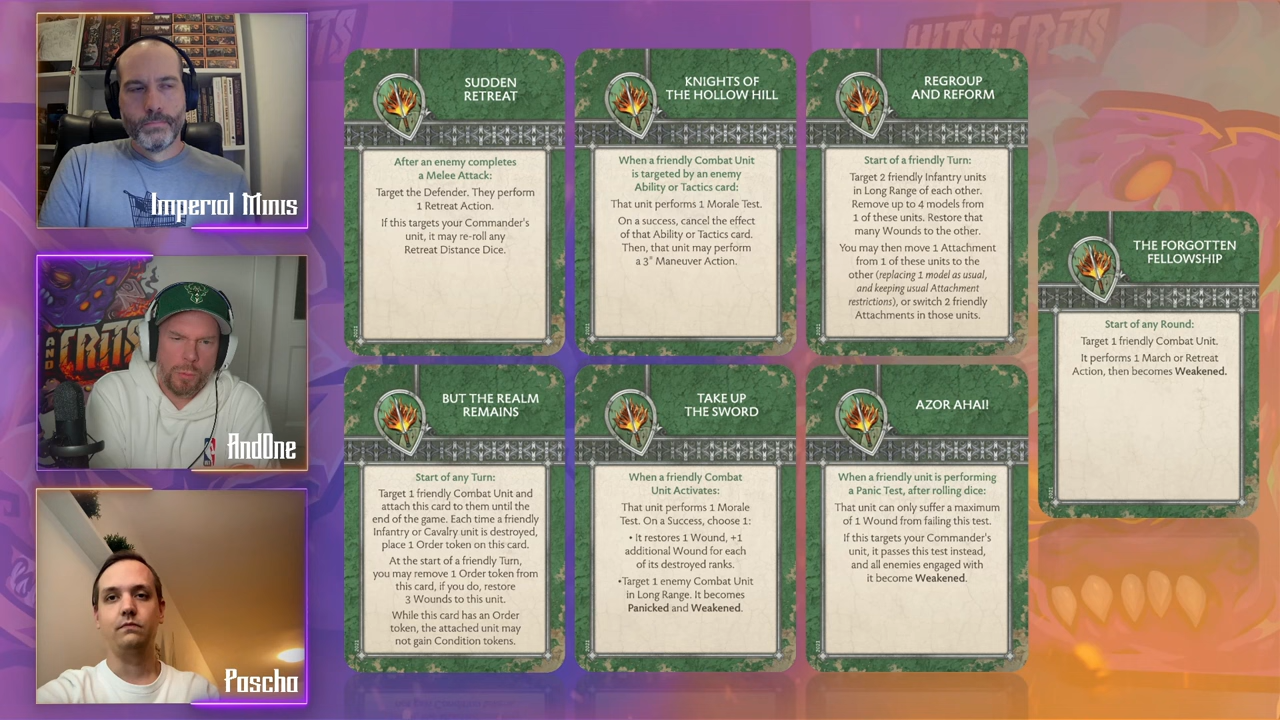 Imperial Minis
AND
CRITS
AndOne
Pascha
HITS AND CRITS
SUDDEN
RETREAT
After an enemy completes
a Melee Attack:
Target the Defender. They perform
1 Retreat Action.
If this targets your Commander's
unit, it may re-roll any
Retreat Distance Dice.
2021
KNIGHTS OF
THE HOLLOW HILL
When a friendly Combat Unit
is targeted by an enemy
Ability or Tactics card:
That unit performs 1 Morale Test.
On a success, cancel the effect
of that Ability or Tactics card.
Then, that unit may perform
a 3" Maneuver Action.
2021
REGROUP
AND REFORM
Start of a friendly Turn:
Target 2 friendly Infantry units
in Long Range of each other.
Remove up to 4 models from
1 of these units. Restore that
many Wounds to the other.
You may then move 1 Attachment
from 1 of these units to the
other (replacing 1 model as usual,
and keeping usual Attachment
restrictions), or switch 2 friendly
Attachments in those units.
2021
THE FORGOTTEN
FELLOWSHIP
Start of any Round:
Target 1 friendly Combat Unit.
It performs 1 March or Retreat
Action, then becomes Weakened.
2021
BUT THE REALM
REMAINS
Start of any Turn:
Target 1 friendly Combat Unit and
attach this card to them until the
end of the game. Each time a friendly
Infantry or Cavalry unit is destroyed,
place 1 Order token on this card.
At the start of a friendly Turn,
you may remove 1 Order token from
this card, if you do, restore
3 Wounds to this unit.
While this card has an Order
token, the attached unit may
not gain Condition tokens.
2021
TAKE UP
THE SWORD
When a friendly Combat
Unit Activates:
That unit performs 1 Morale
Test. On a Success, choose 1:
• It restores 1 Wound, +1
additional Wound for each
of its destroyed ranks.
•Target 1 enemy Combat Unit
in Long Range. It becomes
Panicked and Weakened.
2021
AZOR AHAI!
When a friendly unit is performing
a Panic Test, after rolling dice:
That unit can only suffer a maximum
of 1 Wound from failing this test.
If this targets your Commander's
unit, it passes this test instead,
and all enemies engaged with
it become Weakened.
2021